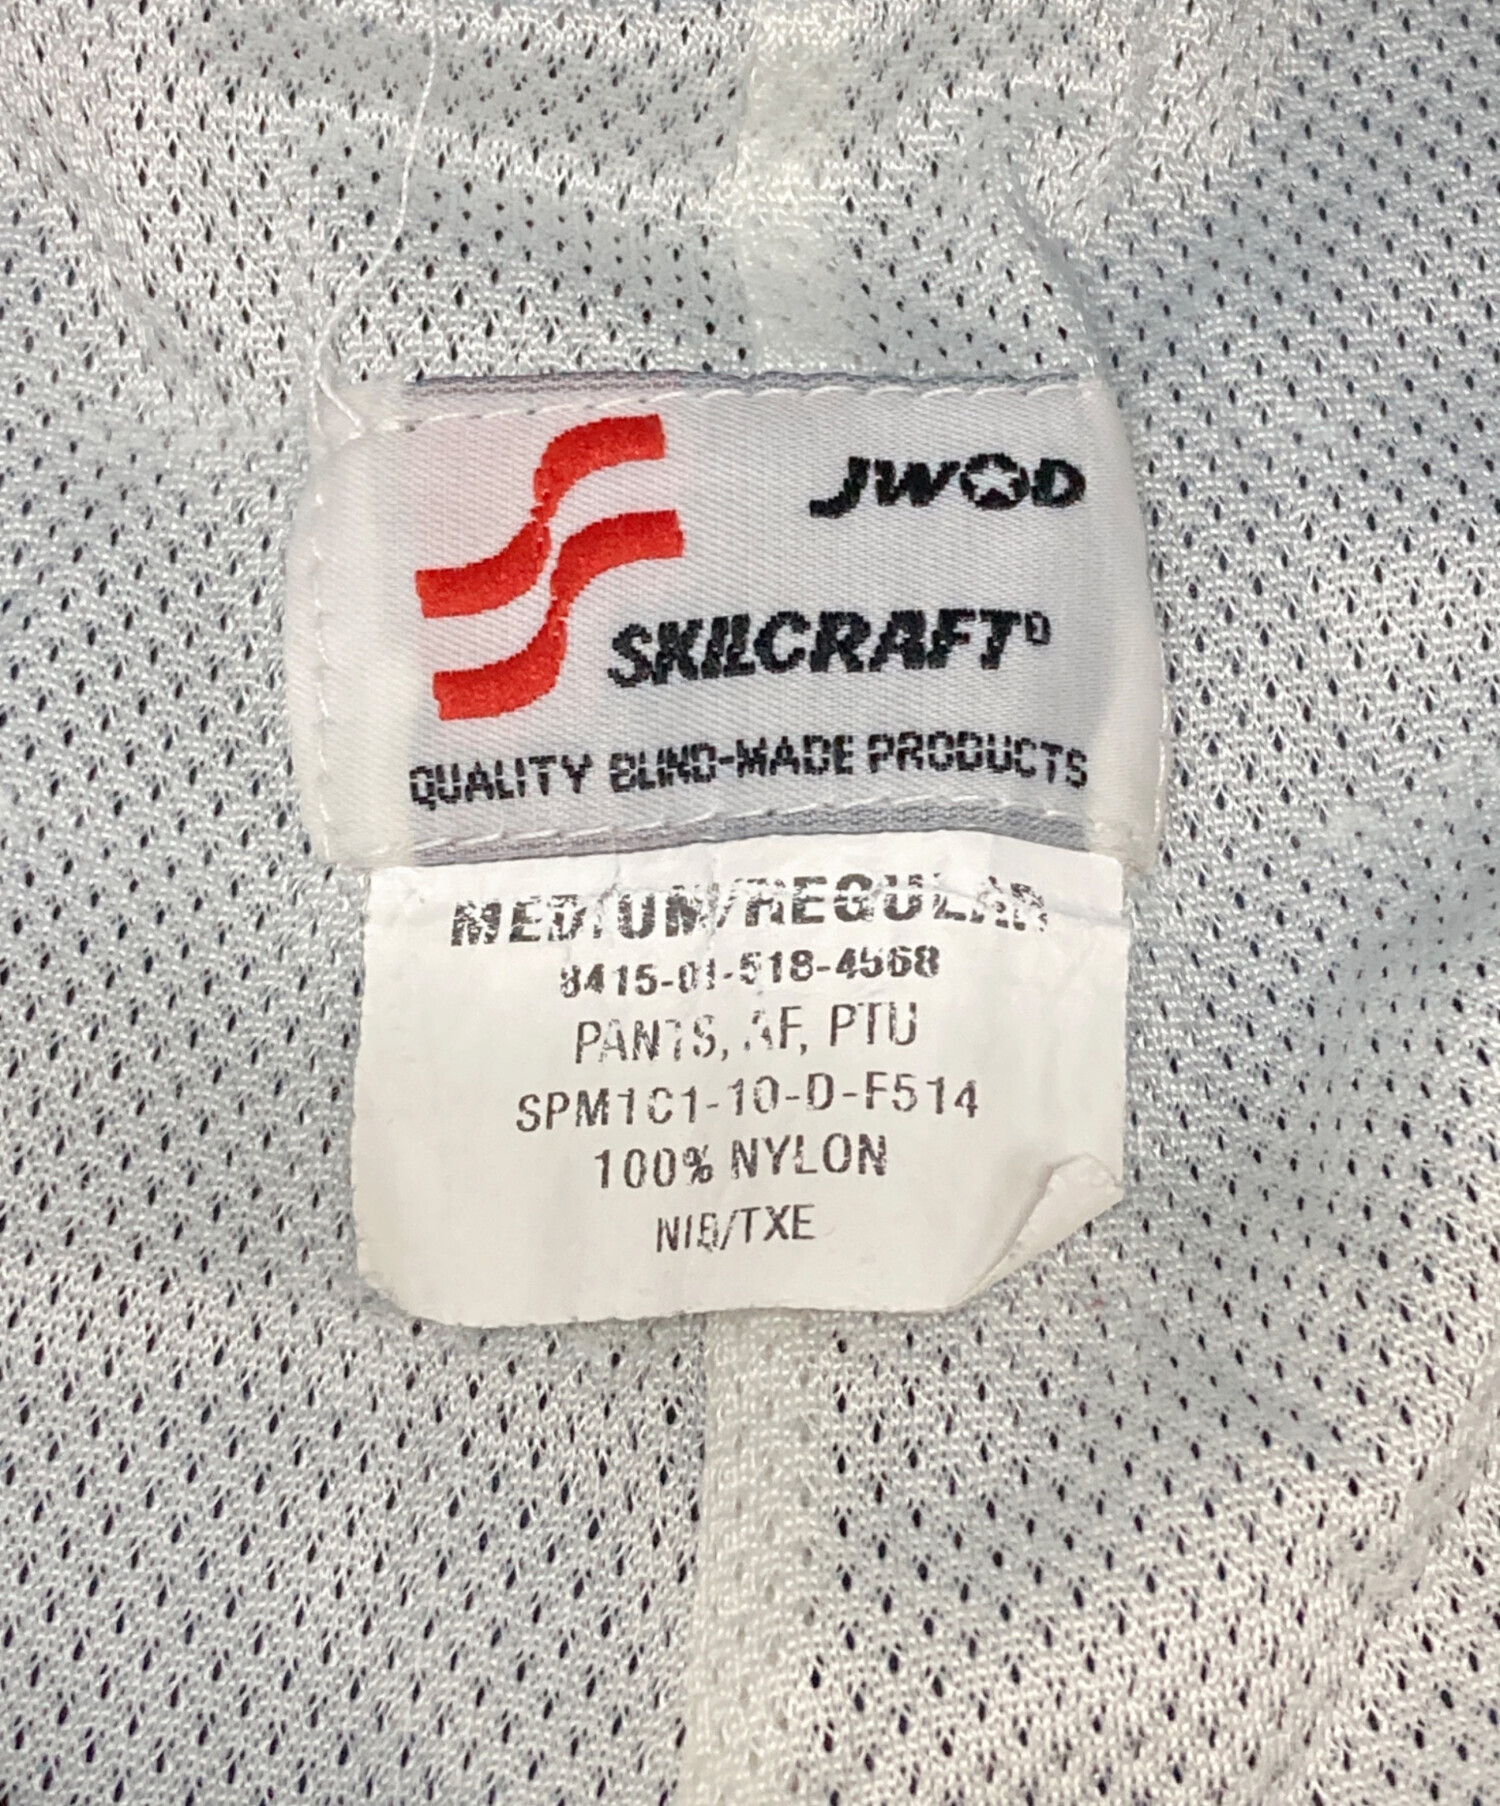 JWOD
SKILCRAFT®
QUALITY BLIND-MADE PRODUCTS
MEDIUM/REGULAR
8415-01-518-4568
PANTS, AF, PTU
SPM1C1-10-D-F514
100% NYLON
NIB/TXE